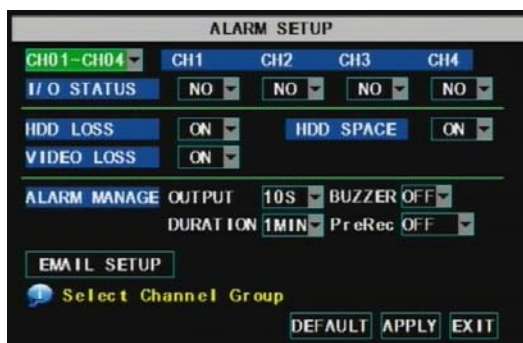 ALARM SETUP
CH01-CH04 CH1 CH2 CH3 CH4
I/O STATUS NO NO NO NO
HDD LOSS ON HDD SPACE ON
VIDEO LOSS ON
ALARM MANAGE OUTPUT 10S BUZZER OFF
DURATION 1MIN PreRec OFF
EMAIL SETUP
Select Channel Group
DEFAULT APPLY EXIT